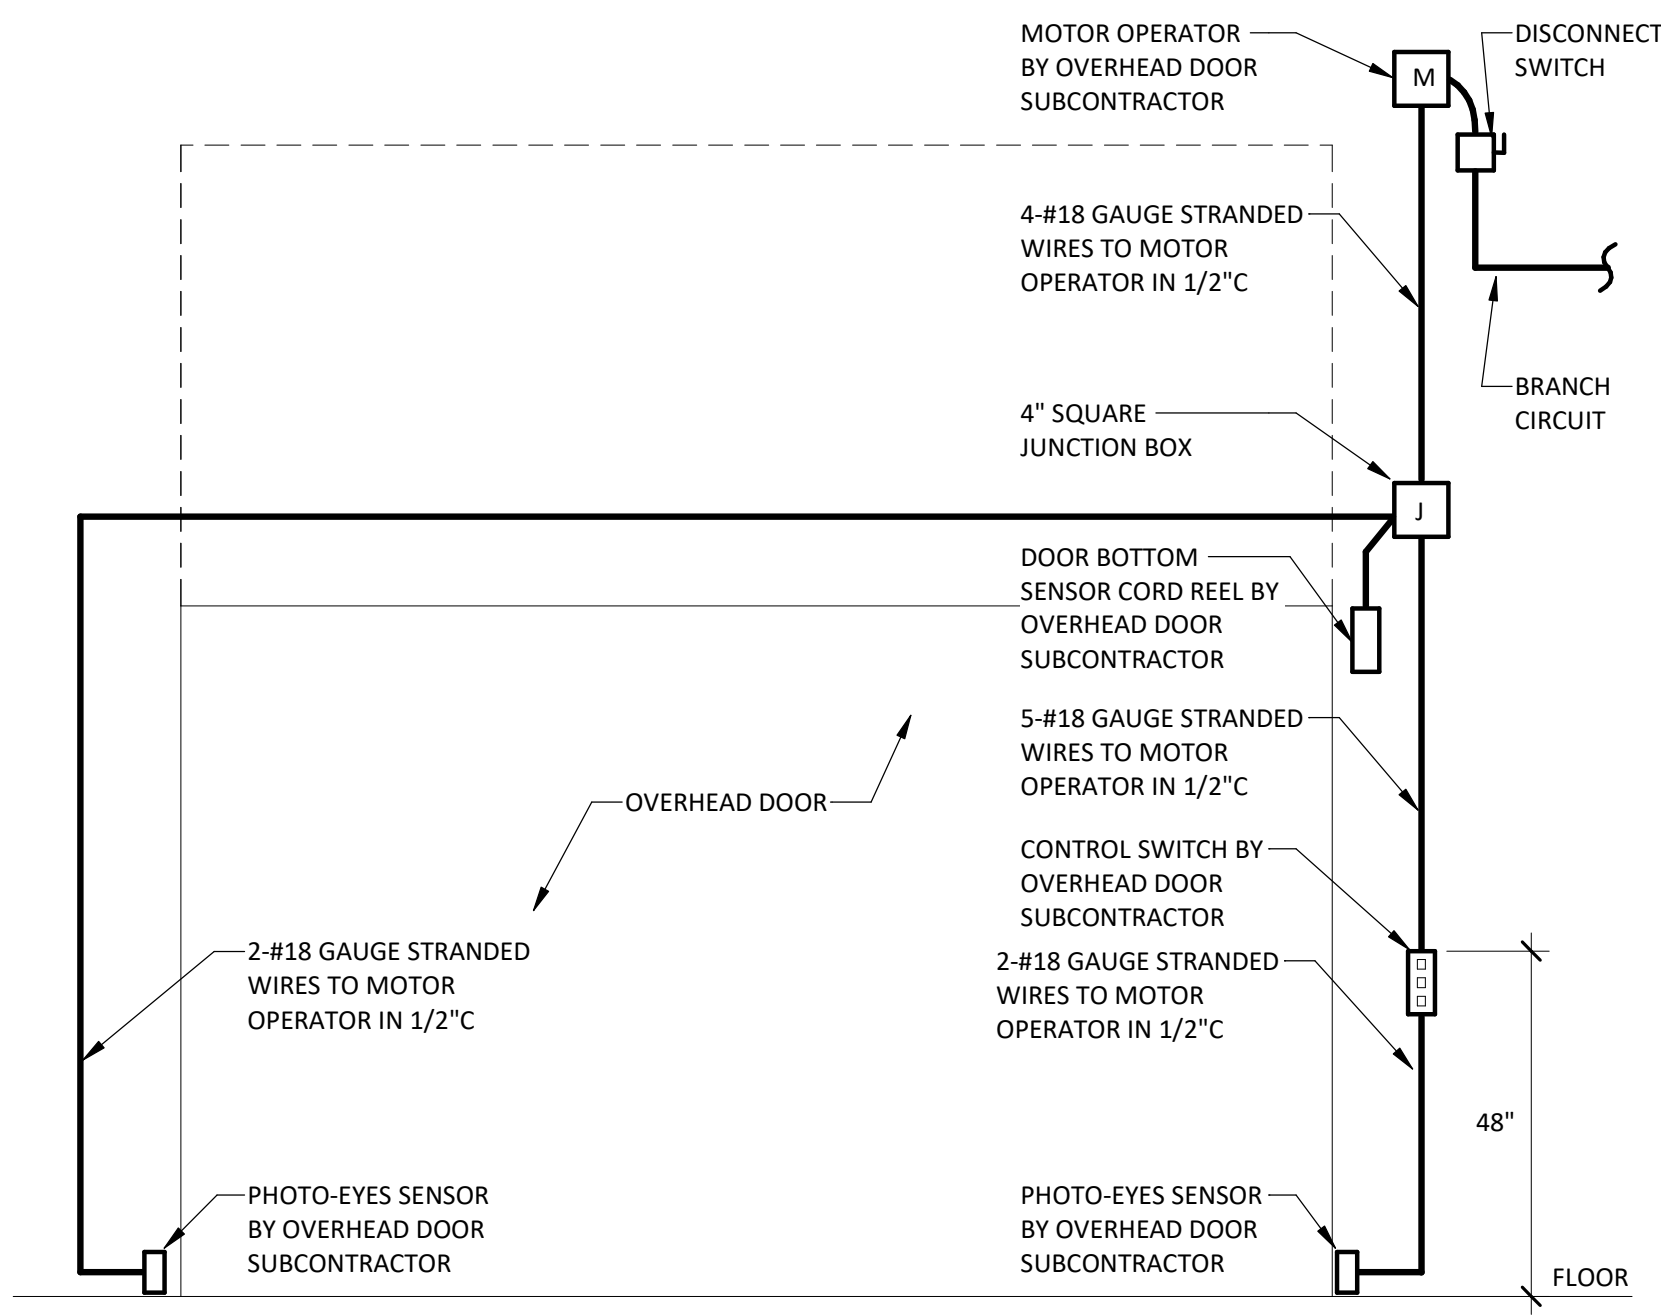 MOTOR OPERATOR
BY OVERHEAD DOOR
SUBCONTRACTOR
M
DISCONNECT
SWITCH
4-#18 GAUGE STRANDED
WIRES TO MOTOR
OPERATOR IN 1/2"C
BRANCH
CIRCUIT
4" SQUARE
JUNCTION BOX
J
DOOR BOTTOM
SENSOR CORD REEL BY
OVERHEAD DOOR
SUBCONTRACTOR
5-#18 GAUGE STRANDED
WIRES TO MOTOR
OPERATOR IN 1/2"C
OVERHEAD DOOR
CONTROL SWITCH BY
OVERHEAD DOOR
SUBCONTRACTOR
2-#18 GAUGE STRANDED
WIRES TO MOTOR
OPERATOR IN 1/2"C
2-#18 GAUGE STRANDED
WIRES TO MOTOR
OPERATOR IN 1/2"C
48"
PHOTO-EYES SENSOR
BY OVERHEAD DOOR
SUBCONTRACTOR
PHOTO-EYES SENSOR
BY OVERHEAD DOOR
SUBCONTRACTOR
FLOOR